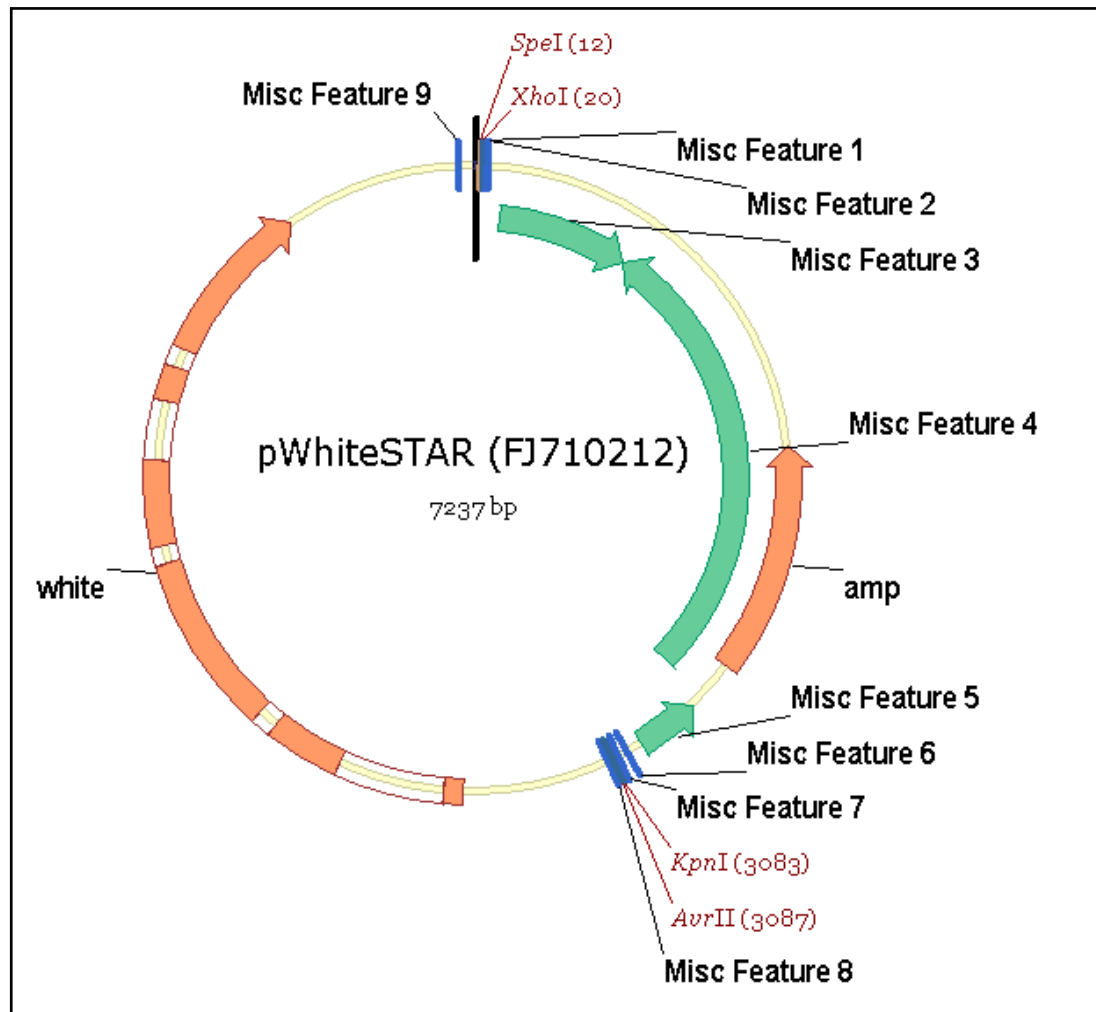 SpeI (12)
Misc Feature 9
XhoI (20)
Misc Feature 1
Misc Feature 2
Misc Feature 3
Misc Feature 4
pWhiteSTAR (FJ710212)
7237 bp
white
amp
Misc Feature 5
Misc Feature 6
Misc Feature 7
KpnI (3083)
AvrII (3087)
Misc Feature 8